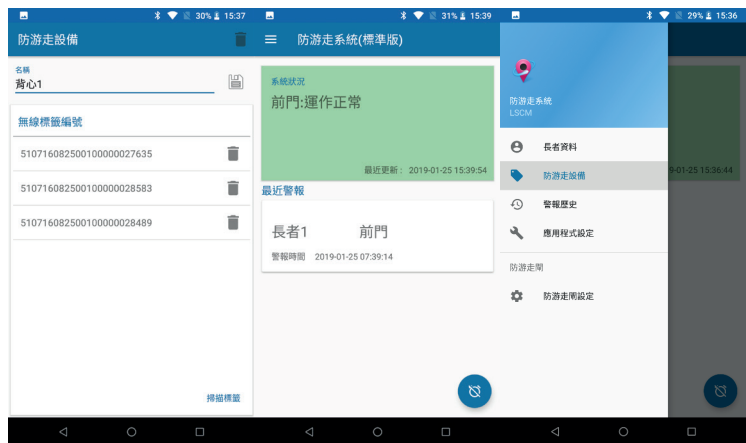 30% 15:37
防游走設備
名稱
背心1
無線標籤編號
510716082500100000027635
510716082500100000028583
510716082500100000028489
掃描標籤
31% 15:39
防游走系統(標準版)
系統狀況
前門:運作正常
最近更新： 2019-01-25 15:39:54
最近警報
長者1 前門
警報時間 2019-01-25 07:39:14
29% 15:36
防游走系統
LSCM
長者資料
防游走設備
警報歷史
應用程式設定
防游走閘
防游走閘設定
9-01-25 15:36:44